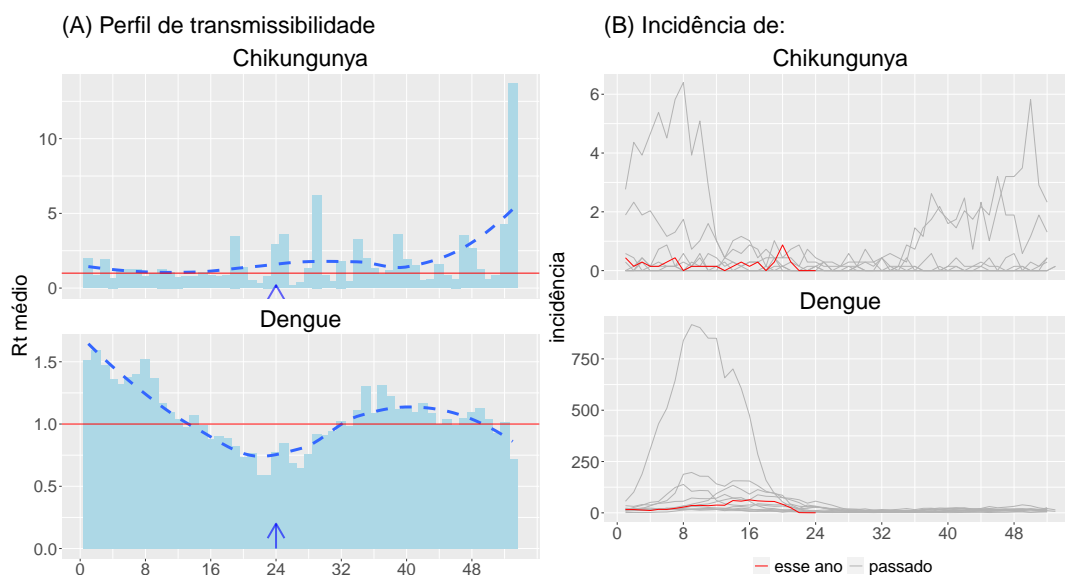 (A) Perfil de transmissibilidade
Chikungunya
10
5
0
Dengue
1.5
1.0
0.5
0.0
0 8 16 24 32 40 48
Rt médio
(B) Incidência de:
Chikungunya
6
4
2
0
Dengue
750
500
250
0
0 8 16 24 32 40 48
incidência
esse ano passado